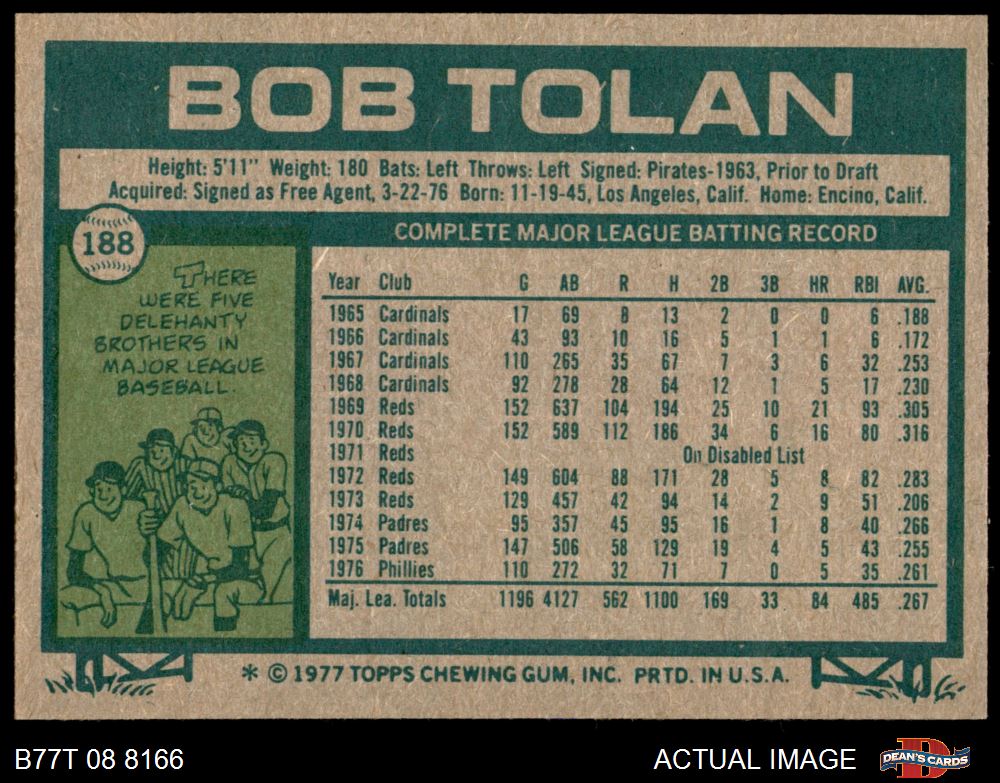 BOB TOLAN
Height: 5'11" Weight: 180 Bats: Left Throws: Left Signed: Pirates-1963, Prior to Draft
Acquired: Signed as Free Agent, 3-22-76 Born: 11-19-45, Los Angeles, Calif. Home: Encino, Calif.
188
THERE
WERE FIVE
DELEHANTY
BROTHERS IN
MAJOR LEAGUE
BASEBALL.
COMPLETE MAJOR LEAGUE BATTING RECORD
Year Club G AB R H 2B 3B HR RBI AVG.
1965 Cardinals 17 69 8 13 2 0 0 6 .188
1966 Cardinals 43 93 10 16 5 1 1 6 .172
1967 Cardinals 110 265 35 67 7 3 6 32 .253
1968 Cardinals 92 278 28 64 12 1 5 17 .230
1969 Reds 152 637 104 194 25 10 21 93 .305
1970 Reds 152 589 112 186 34 6 16 80 .316
1971 Reds On Disabled List
1972 Reds 149 604 88 171 28 5 8 82 .283
1973 Reds 129 457 42 94 14 2 9 51 .206
1974 Padres 95 357 45 95 16 1 8 40 .266
1975 Padres 147 506 58 129 19 4 5 43 .255
1976 Phillies 110 272 32 71 7 0 5 35 .261
Maj. Lea. Totals 1196 4127 562 1100 169 33 84 485 .267
* © 1977 TOPPS CHEWING GUM, INC. PRTD. IN U.S.A.
B77T 08 8166
ACTUAL IMAGE
D
DEAN'S CARDS